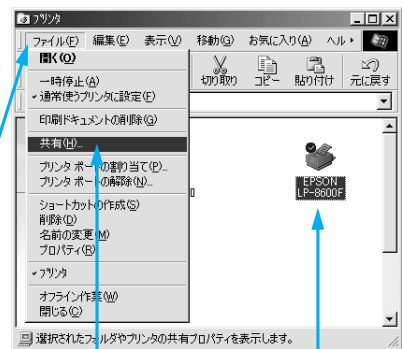 プリンタ
ファイル(F) 編集(E) 表示(V) 移動(G) お気に入り(A) ヘル
開く(O)
切り取り コピー 貼り付け 元に戻す
一時停止(A)
通常使うプリンタに設定(F)
印刷ドキュメントの削除(G)
共有(H)...
プリンタ ポートの割り当て(P)...
プリンタ ポートの解除(N)...
EPSON
LP-8600F
ショートカットの作成(S)
削除(D)
名前の変更(M)
プロパティ(R)
プリンタ
オフライン作業(W)
閉じる(C)
選択されたフォルダやプリンタの共有プロパティを表示します。